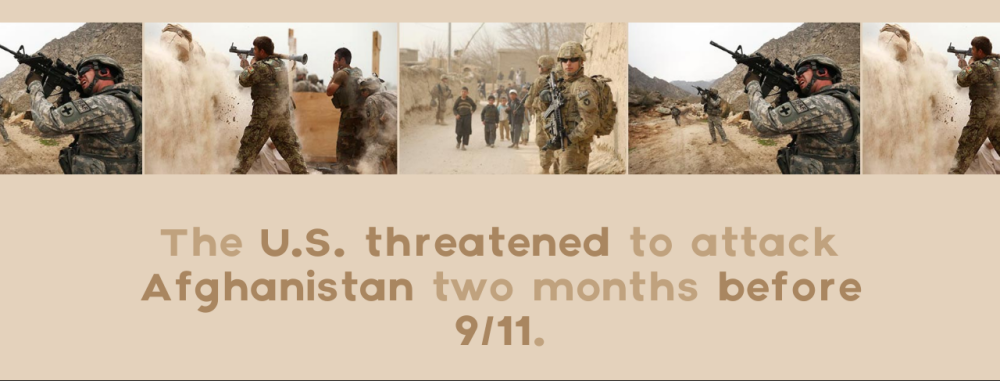 The U.S. threatened to attack
Afghanistan two months before
9/11.